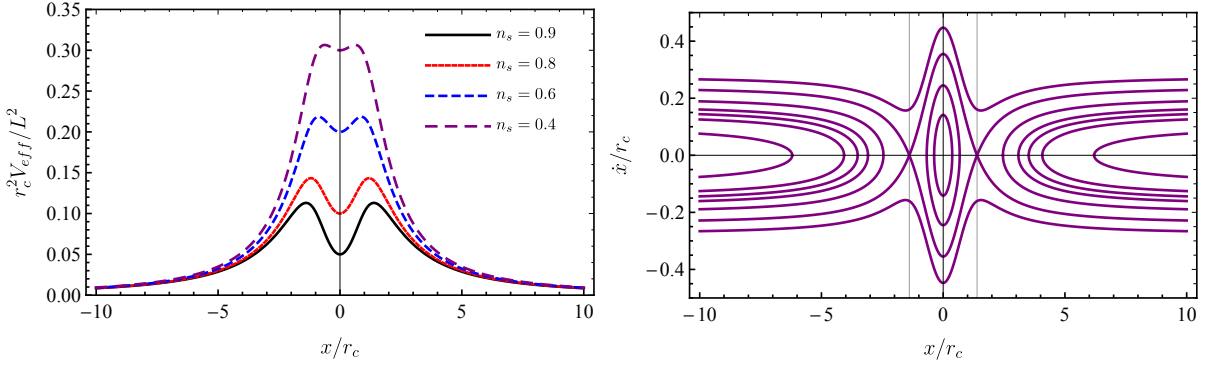 0.35
0.30
0.25
0.20
0.15
0.10
0.05
0.00
r_c^2 V_{eff}/L^2
n_s = 0.9
n_s = 0.8
n_s = 0.6
n_s = 0.4
−10 −5 0 5 10
x/r_c
0.4
0.2
0.0
−0.2
−0.4
ẋ/r_c
−10 −5 0 5 10
x/r_c